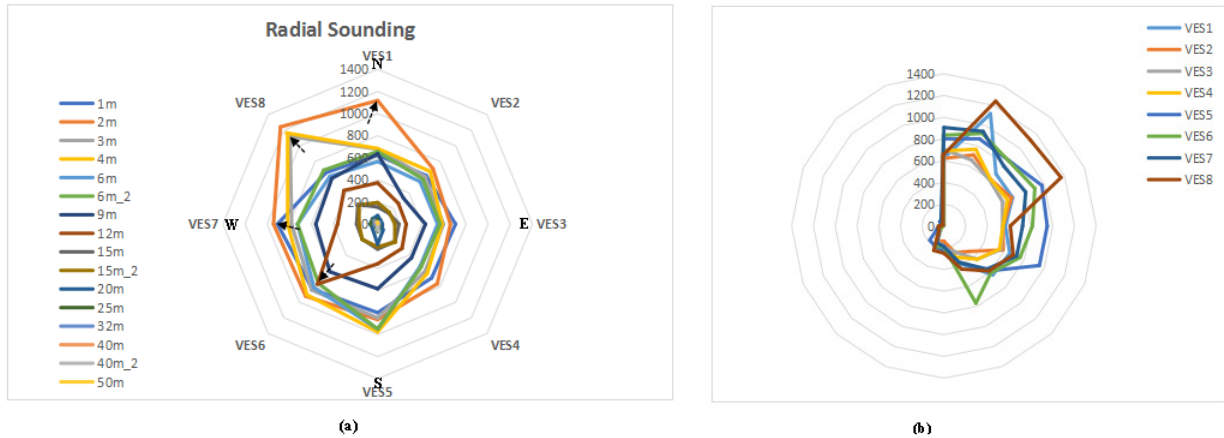 Radial Sounding
VES1
N
1400
1200
1000
800
600
400
200
0
VES2
E VES3
VES4
S
VES5
VES6
VES7 W
VES8
1m
2m
3m
4m
6m
6m_2
9m
12m
15m
15m_2
20m
25m
32m
40m
40m_2
50m
(a)
1400
1200
1000
800
600
400
200
0
VES1
VES2
VES3
VES4
VES5
VES6
VES7
VES8
(b)